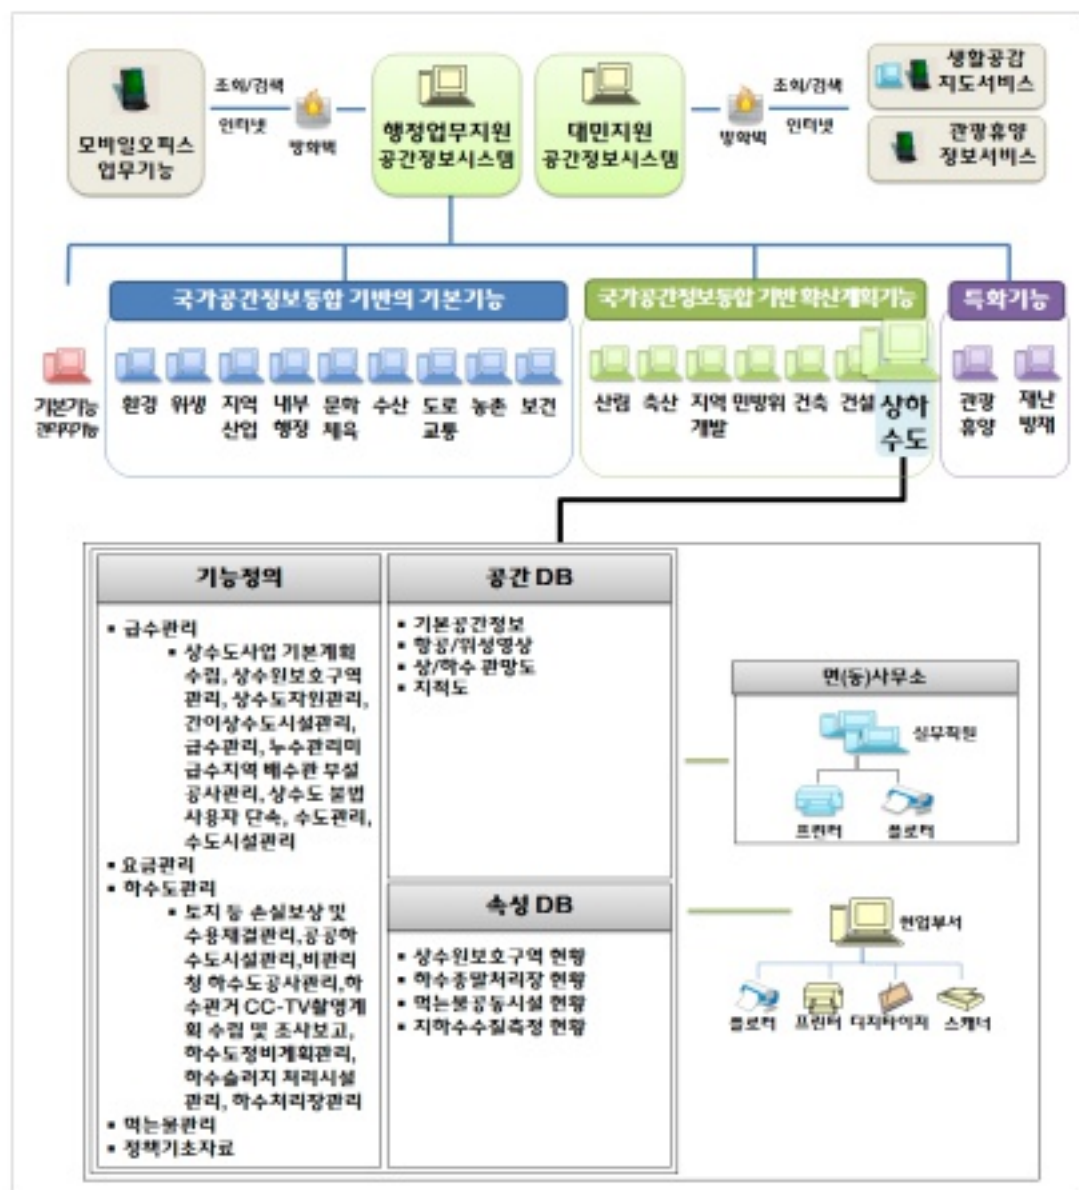 모바일오피스
업무기능
조회/검색
인터넷
방화벽
행정업무지원
공간정보시스템
대민지원
공간정보시스템
방화벽
조회/검색
인터넷
생활공감
지도서비스
관광휴양
정보서비스
국가공간정보통합 기반의 기본기능
국가공간정보통합 기반 확산계획기능
특화기능
기본기능
관리자기능
환경
위생
지역
산업
내부
행정
문화
체육
수산
도로
교통
농촌
보건
산림
축산
지역
개발
민방위
건축
건설
상하
수도
관광
휴양
재난
방재
기능정의
▪ 급수관리
▪ 상수도사업 기본계획
수립, 상수원보호구역
관리, 상수도자원관리,
간이상수도시설관리,
급수관리, 누수관리미
급수지역 배수관 부설
공사관리, 상수도 불법
사용자 단속, 수도관리,
수도시설관리
▪ 요금관리
▪ 하수도관리
▪ 토지 등 손실보상 및
수용재결관리,공공하
수도시설관리,비관리
청 하수도공사관리,하
수관거 CC-TV촬영계
획 수립 및 조사보고,
하수도정비계획관리,
하수슬러지 처리시설
관리, 하수처리장관리
▪ 먹는물관리
▪ 정책기초자료
공간 DB
▪ 기본공간정보
▪ 항공/위성영상
▪ 상/하수 관망도
▪ 지적도
속성 DB
▪ 상수원보호구역 현황
▪ 하수종말처리장 현황
▪ 먹는물공동시설 현황
▪ 지하수수질측정 현황
면(동)사무소
실무직원
프린터
플로터
현업부서
플로터
프린터
디지타이저
스캐너